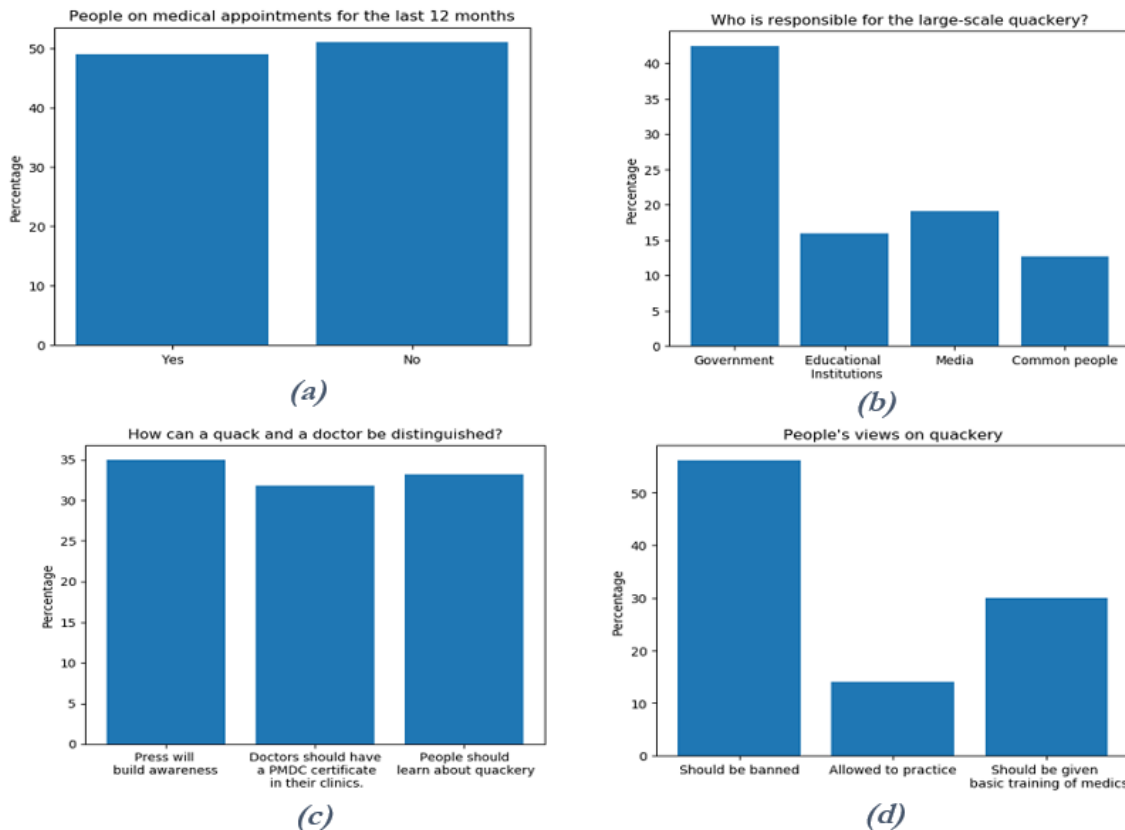 People on medical appointments for the last 12 months
Percentage
50
40
30
20
10
0
Yes
No
(a)
Who is responsible for the large-scale quackery?
Percentage
40
35
30
25
20
15
10
5
0
Government
Educational
Institutions
Media
Common people
(b)
How can a quack and a doctor be distinguished?
Percentage
35
30
25
20
15
10
5
0
Press will
build awareness
Doctors should have
a PMDC certificate
in their clinics.
People should
learn about quackery
(c)
People's views on quackery
Percentage
50
40
30
20
10
0
Should be banned
Allowed to practice
Should be given
basic training of medics
(d)